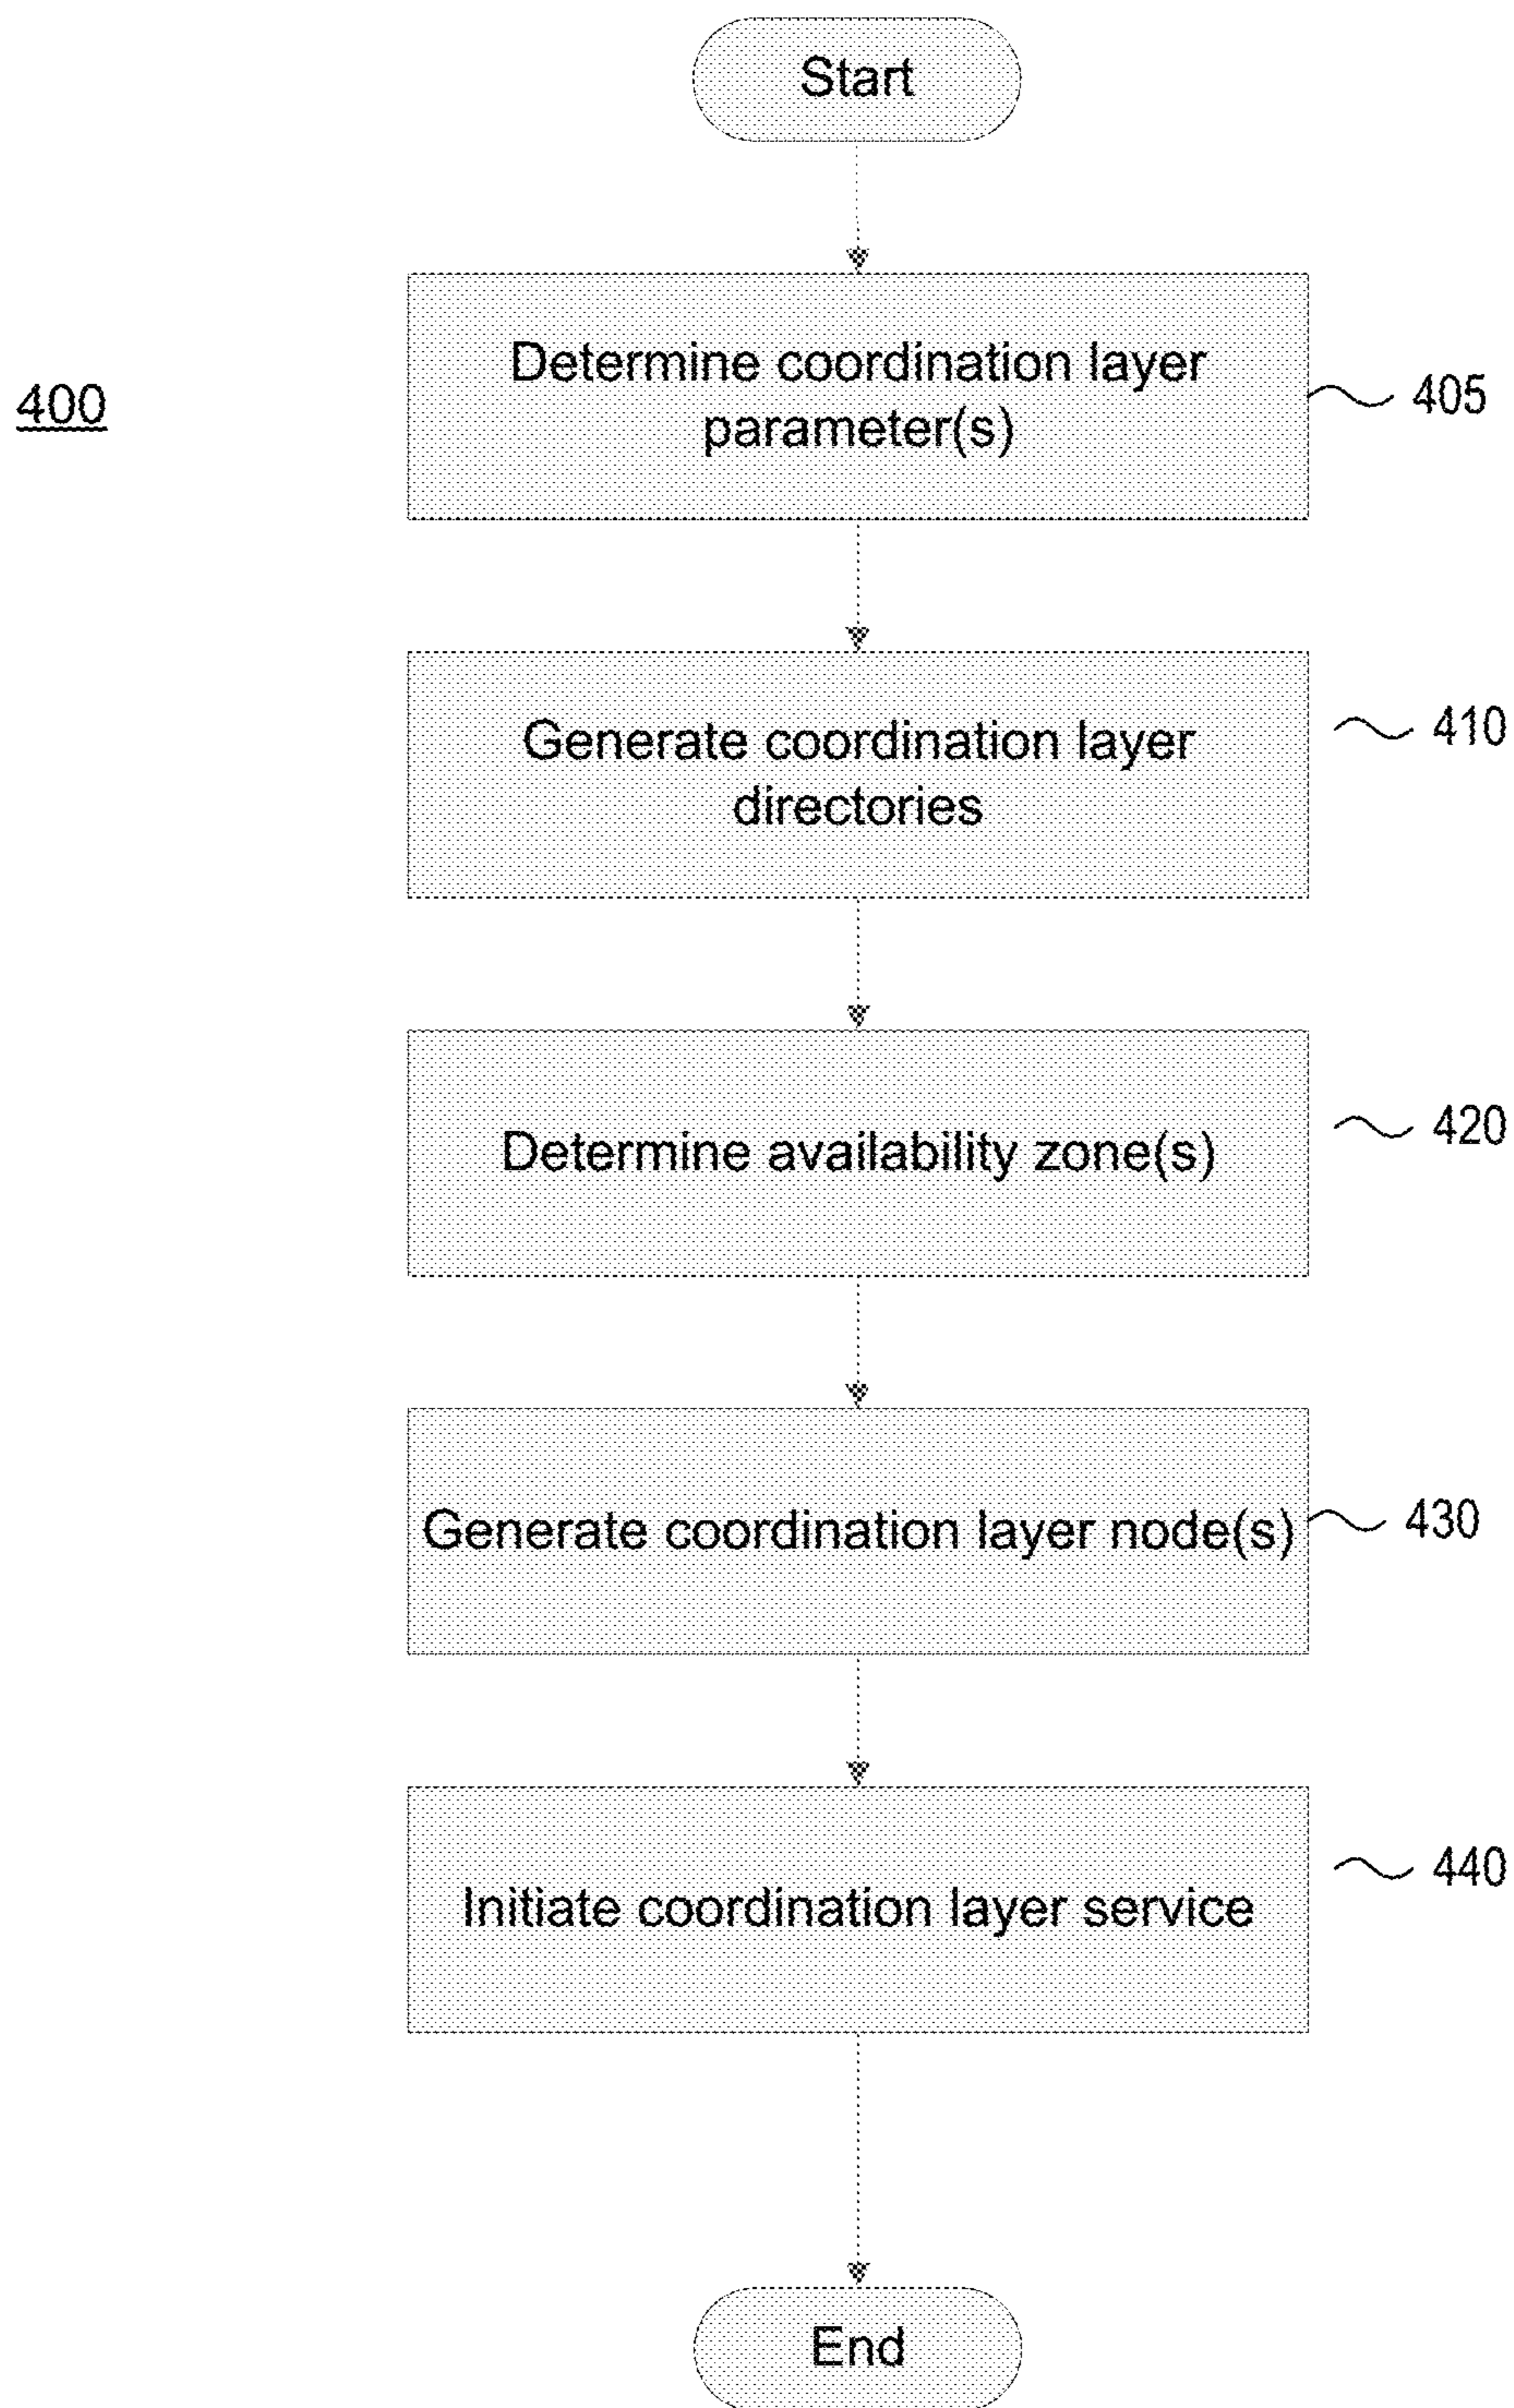 Start
400
Determine coordination layer
parameter(s)
405
Generate coordination layer
directories
410
Determine availability zone(s)
420
Generate coordination layer node(s)
430
Initiate coordination layer service
440
End